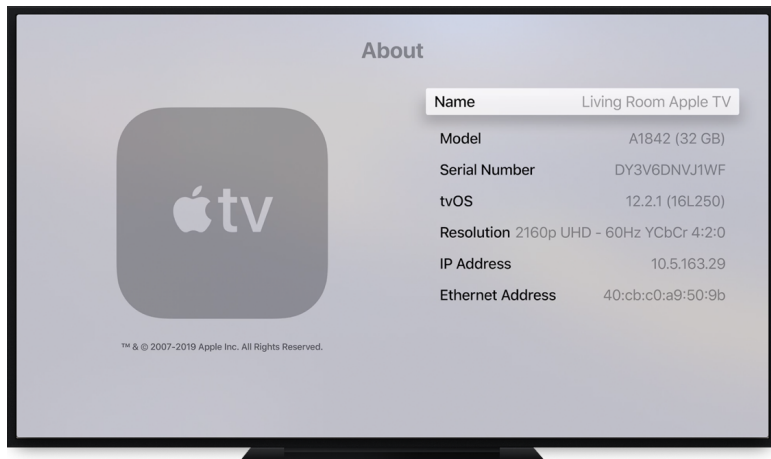 About
tv
Name Living Room Apple TV
Model A1842 (32 GB)
Serial Number DY3V6DNVJ1WF
tvOS 12.2.1 (16L250)
Resolution 2160p UHD - 60Hz YCbCr 4:2:0
IP Address 10.5.163.29
Ethernet Address 40:cb:c0:a9:50:9b
™ & © 2007-2019 Apple Inc. All Rights Reserved.